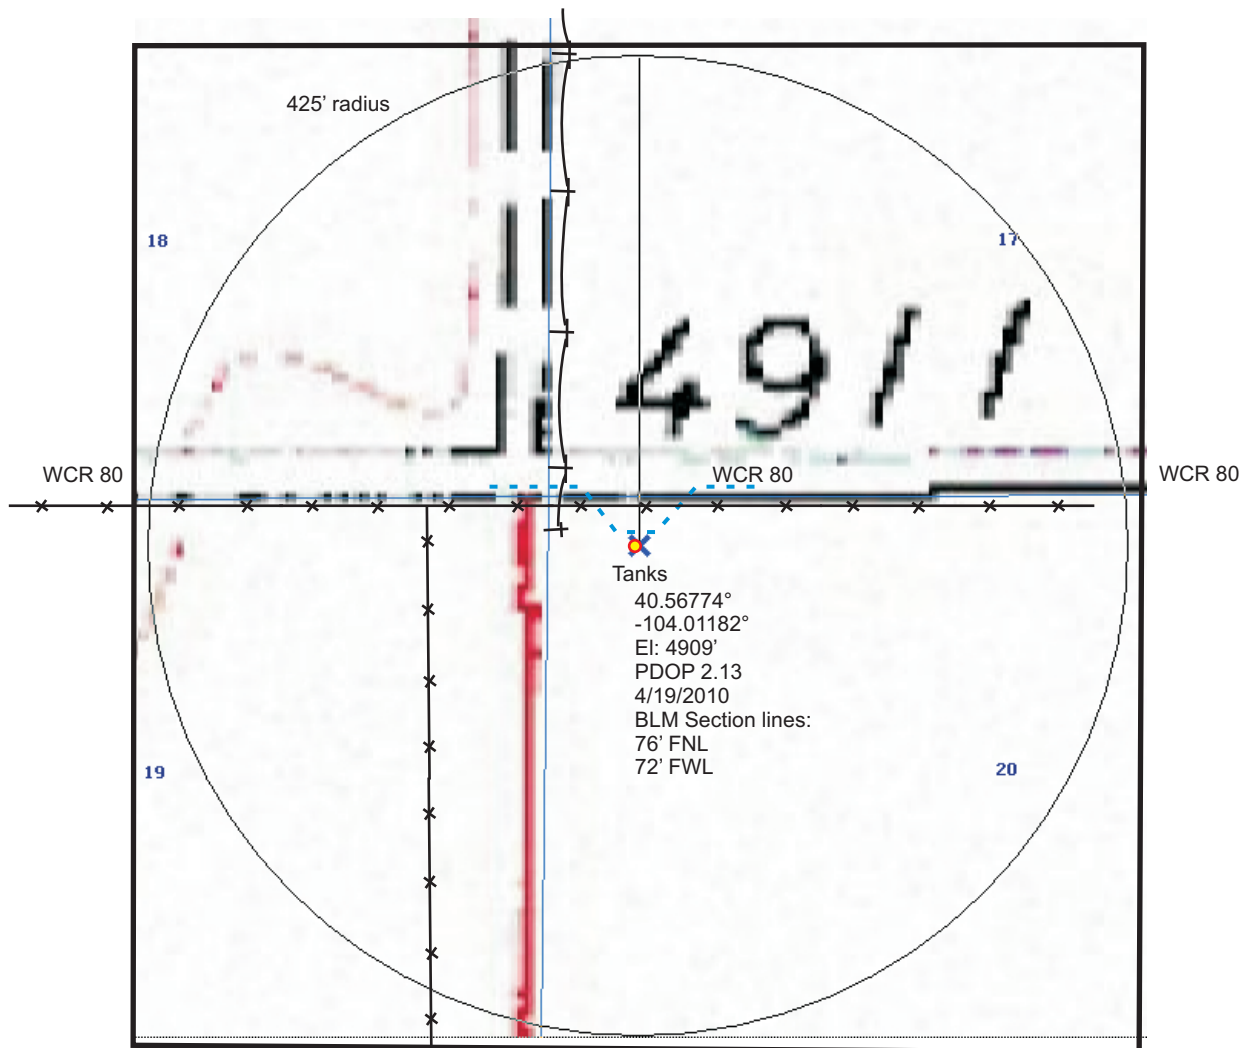 425’ radius
18
17
4911
WCR 80
WCR 80
WCR 80
Tanks
40.56774°
-104.01182°
El: 4909’
PDOP 2.13
4/19/2010
BLM Section lines:
76’ FNL
72’ FWL
19
20